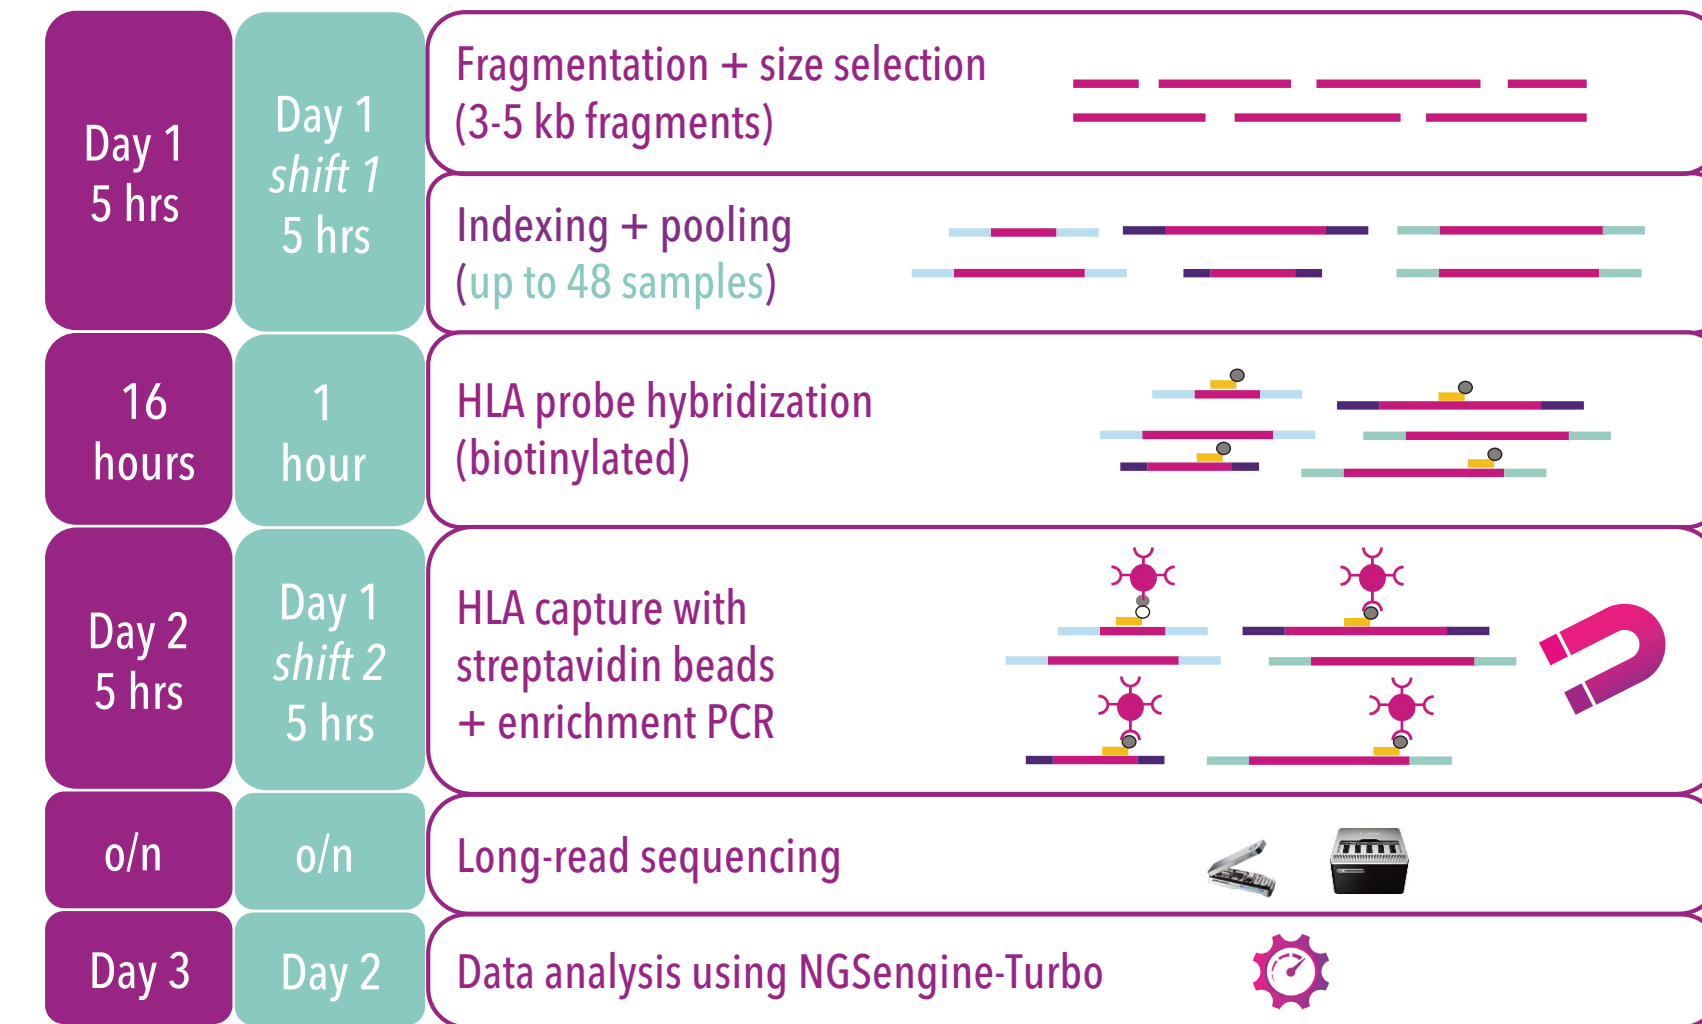 Day 1
5 hrs
Day 1
shift 1
5 hrs
Fragmentation + size selection
(3-5 kb fragments)
Indexing + pooling
(up to 48 samples)
16
hours
1
hour
HLA probe hybridization
(biotinylated)
Day 2
5 hrs
Day 1
shift 2
5 hrs
HLA capture with
streptavidin beads
+ enrichment PCR
o/n
o/n
Long-read sequencing
Day 3
Day 2
Data analysis using NGSengine-Turbo